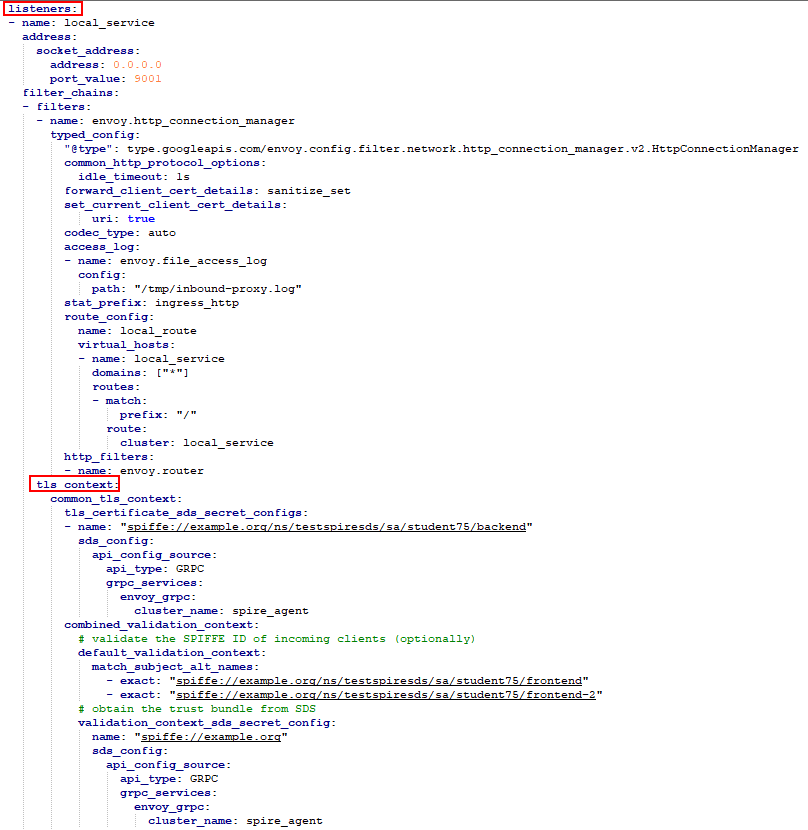 listeners:
- name: local_service
  address:
    socket_address:
      address: 0.0.0.0
      port_value: 9001
  filter_chains:
  - filters:
    - name: envoy.http_connection_manager
      typed_config:
        "@type": type.googleapis.com/envoy.config.filter.network.http_connection_manager.v2.HttpConnectionManager
        common_http_protocol_options:
          idle_timeout: 1s
        forward_client_cert_details: sanitize_set
        set_current_client_cert_details:
            uri: true
        codec_type: auto
        access_log:
        - name: envoy.file_access_log
          config:
            path: "/tmp/inbound-proxy.log"
        stat_prefix: ingress_http
        route_config:
          name: local_route
          virtual_hosts:
          - name: local_service
            domains: ["*"]
            routes:
            - match:
                prefix: "/"
              route:
                cluster: local_service
        http_filters:
        - name: envoy.router
    tls_context:
      common_tls_context:
        tls_certificate_sds_secret_configs:
        - name: "spiffe://example.org/ns/testspiresds/sa/student75/backend"
          sds_config:
            api_config_source:
              api_type: GRPC
              grpc_services:
                envoy_grpc:
                  cluster_name: spire_agent
        combined_validation_context:
          # validate the SPIFFE ID of incoming clients (optionally)
          default_validation_context:
            match_subject_alt_names:
              - exact: "spiffe://example.org/ns/testspiresds/sa/student75/frontend"
              - exact: "spiffe://example.org/ns/testspiresds/sa/student75/frontend-2"
          # obtain the trust bundle from SDS
          validation_context_sds_secret_config:
            name: "spiffe://example.org"
            sds_config:
              api_config_source:
                api_type: GRPC
                grpc_services:
                  envoy_grpc:
                    cluster_name: spire_agent